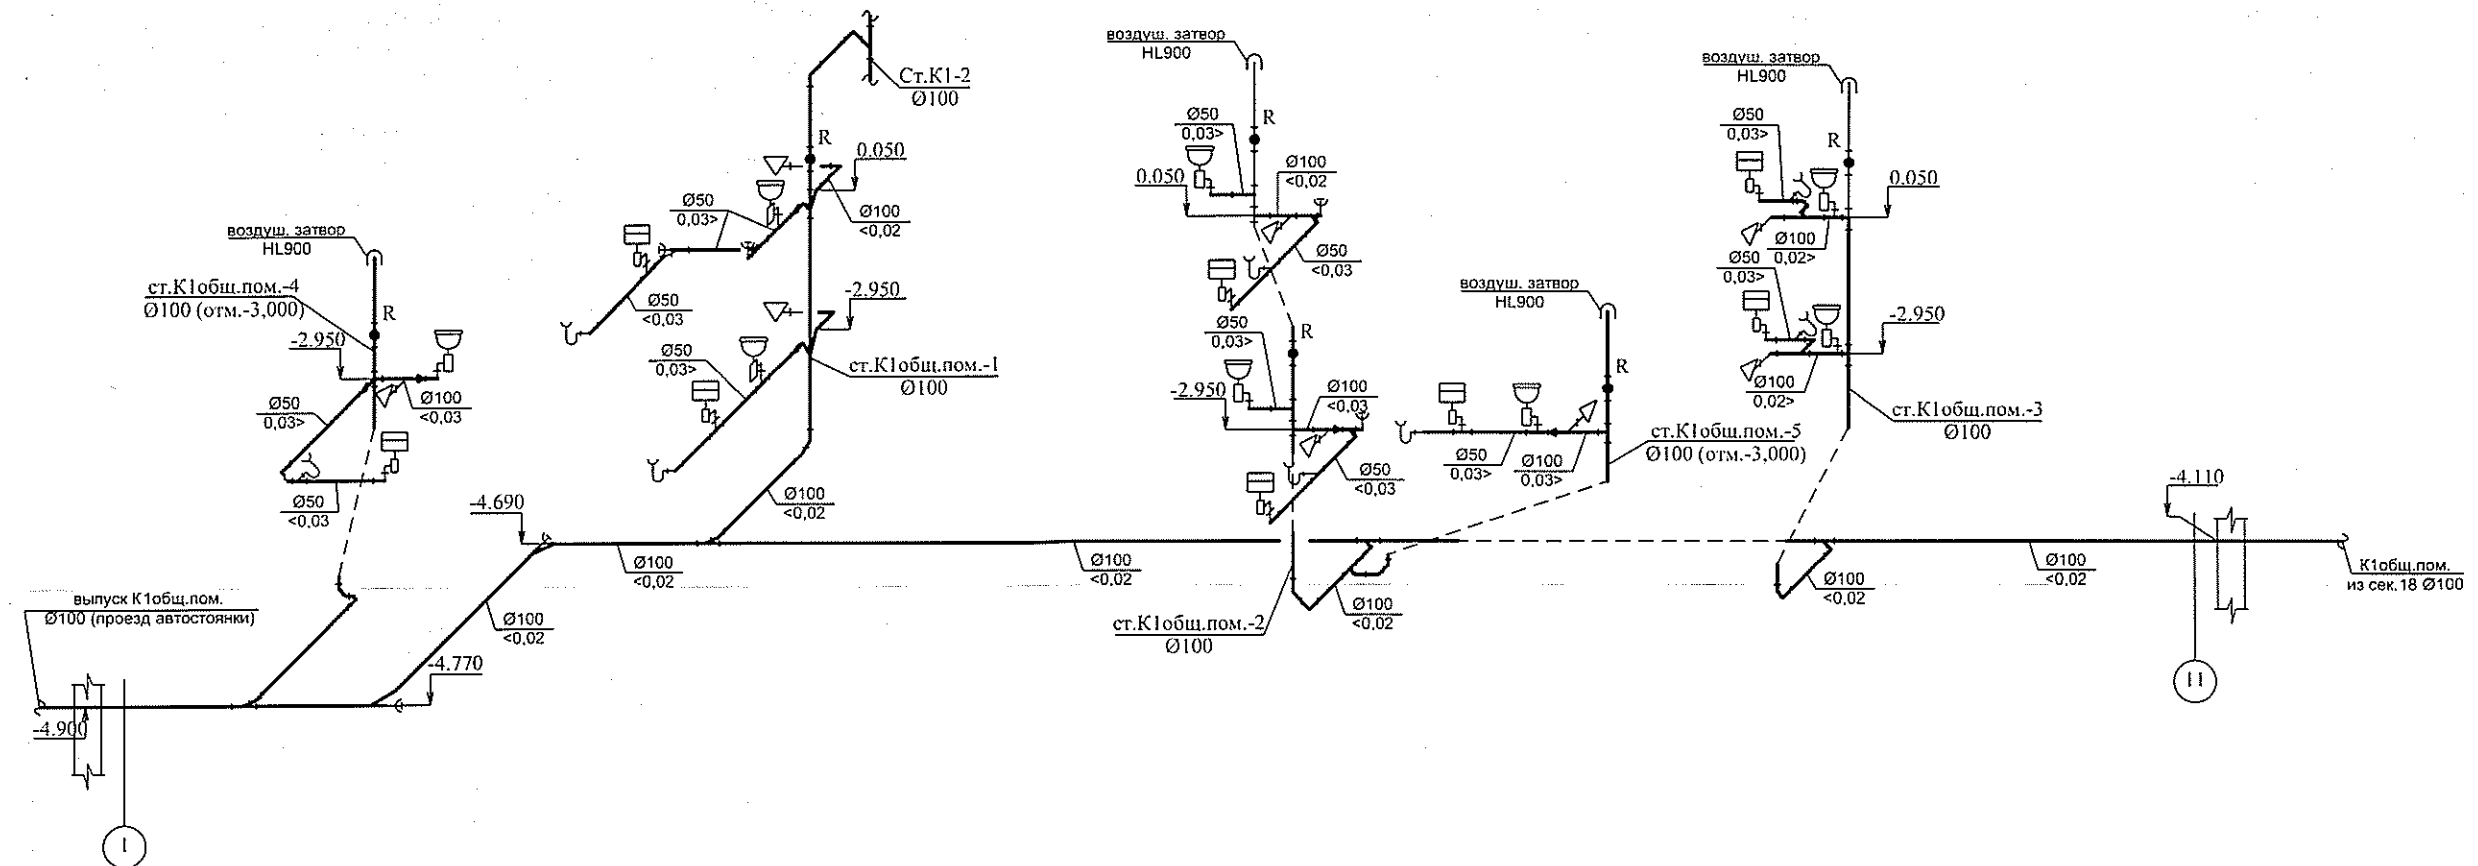 воздуш. затвор
HL900
ст.К1общ.пом.-4
Ø100 (отм.-3,000)
R
-2.950
Ø50
0,03>
Ø100
<0,03
Ø50
<0,03
выпуск К1общ.пом.
Ø100 (проезд автостоянки)
-4.900
I
-4.770
Ø100
<0,02
-4.690
Ø100
<0,02
Ст.К1-2
Ø100
R
0.050
Ø50
0,03>
Ø100
<0,02
Ø50
<0,03
-2.950
Ø50
0,03>
ст.К1общ.пом.-1
Ø100
Ø100
<0,02
Ø100
<0,02
воздуш. затвор
HL900
R
Ø50
0,03>
Ø100
<0,02
0.050
Ø50
<0,03
R
Ø50
0,03>
-2.950
Ø100
<0,03
Ø50
<0,03
ст.К1общ.пом.-2
Ø100
Ø100
<0,02
воздуш. затвор
HL900
R
Ø50
0,03>
Ø100
0,03>
ст.К1общ.пом.-5
Ø100 (отм.-3,000)
воздуш. затвор
HL900
R
Ø50
0,03>
0.050
Ø100
0,02>
Ø50
0,03>
-2.950
Ø100
0,02>
ст.К1общ.пом.-3
Ø100
Ø100
<0,02
-4.110
Ø100
<0,02
К1общ.пом.
из сек.18 Ø100
11